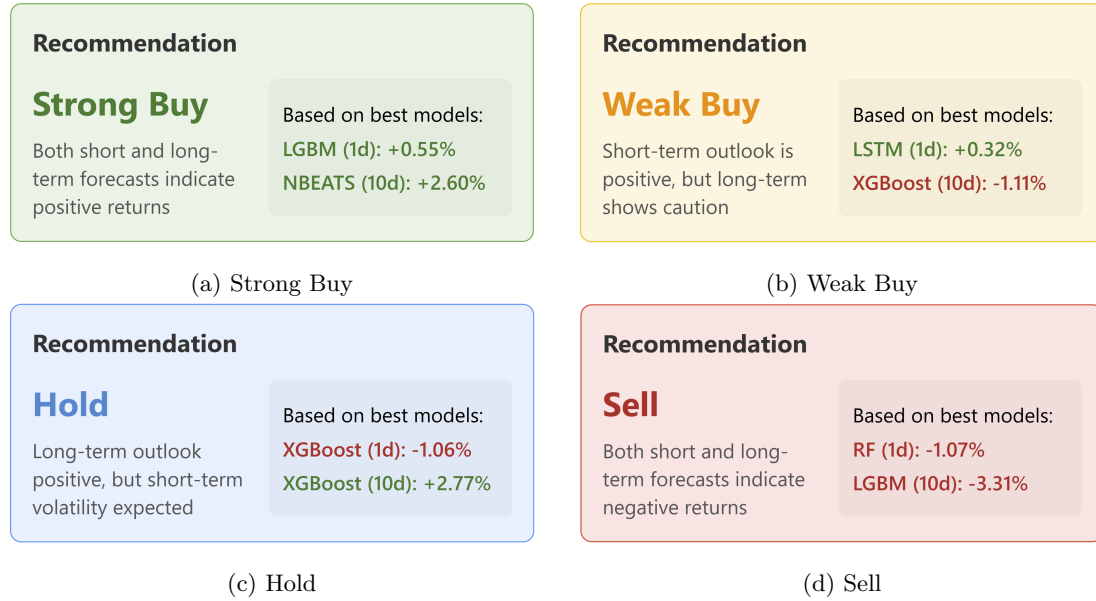 Recommendation
Strong Buy
Both short and long-
term forecasts indicate
positive returns
Based on best models:
LGBM (1d): +0.55%
NBEATS (10d): +2.60%
(a) Strong Buy
Recommendation
Weak Buy
Short-term outlook is
positive, but long-term
shows caution
Based on best models:
LSTM (1d): +0.32%
XGBoost (10d): -1.11%
(b) Weak Buy
Recommendation
Hold
Long-term outlook
positive, but short-term
volatility expected
Based on best models:
XGBoost (1d): -1.06%
XGBoost (10d): +2.77%
(c) Hold
Recommendation
Sell
Both short and long-
term forecasts indicate
negative returns
Based on best models:
RF (1d): -1.07%
LGBM (10d): -3.31%
(d) Sell